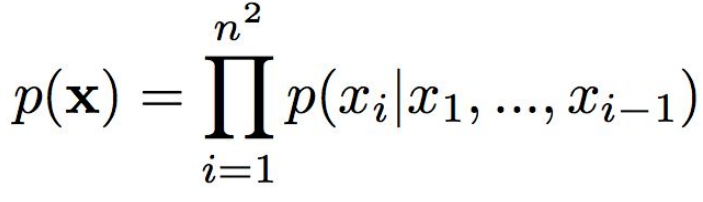 p(𝐱) = ∏_{i=1}^{n^2} p(x_i|x_1, ..., x_{i−1})